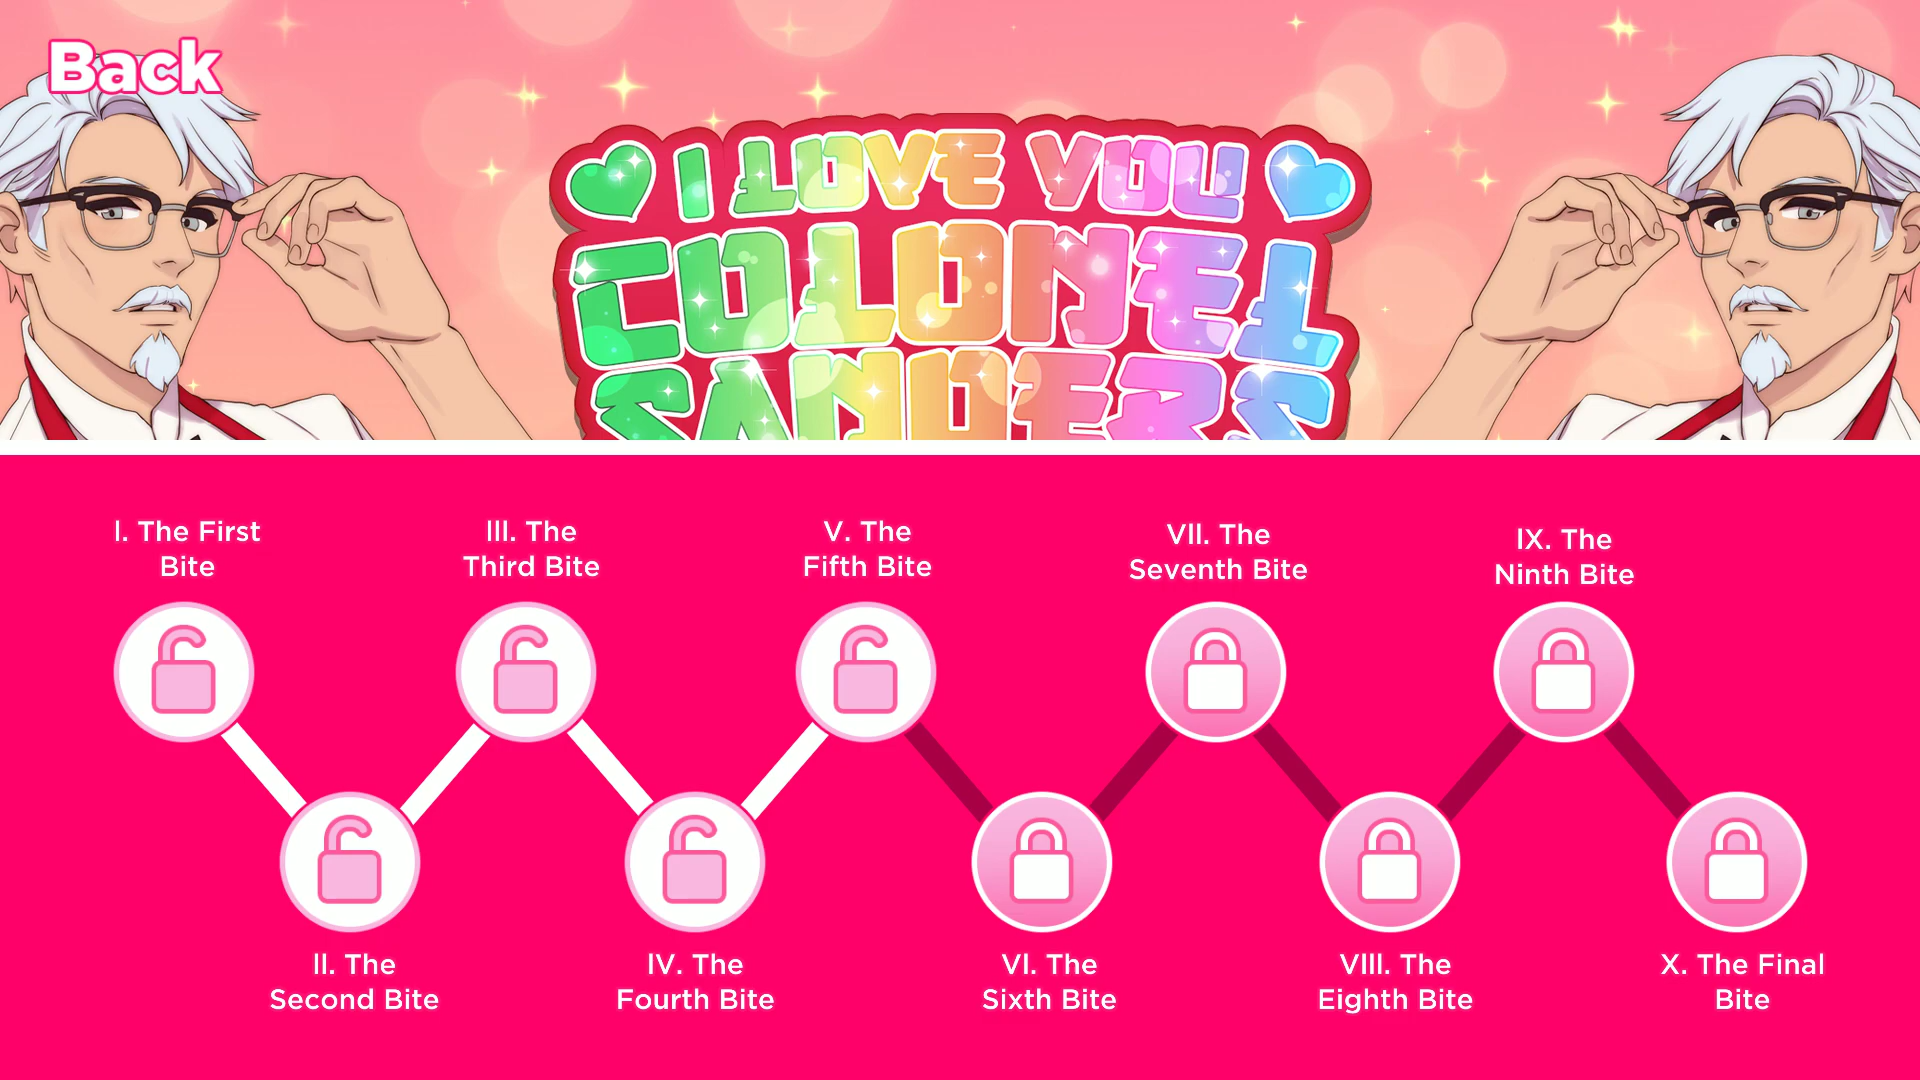 Back
I LOVE YOU
COLONEL
SANDERS
I. The First
Bite
III. The
Third Bite
V. The
Fifth Bite
VII. The
Seventh Bite
IX. The
Ninth Bite
II. The
Second Bite
IV. The
Fourth Bite
VI. The
Sixth Bite
VIII. The
Eighth Bite
X. The Final
Bite